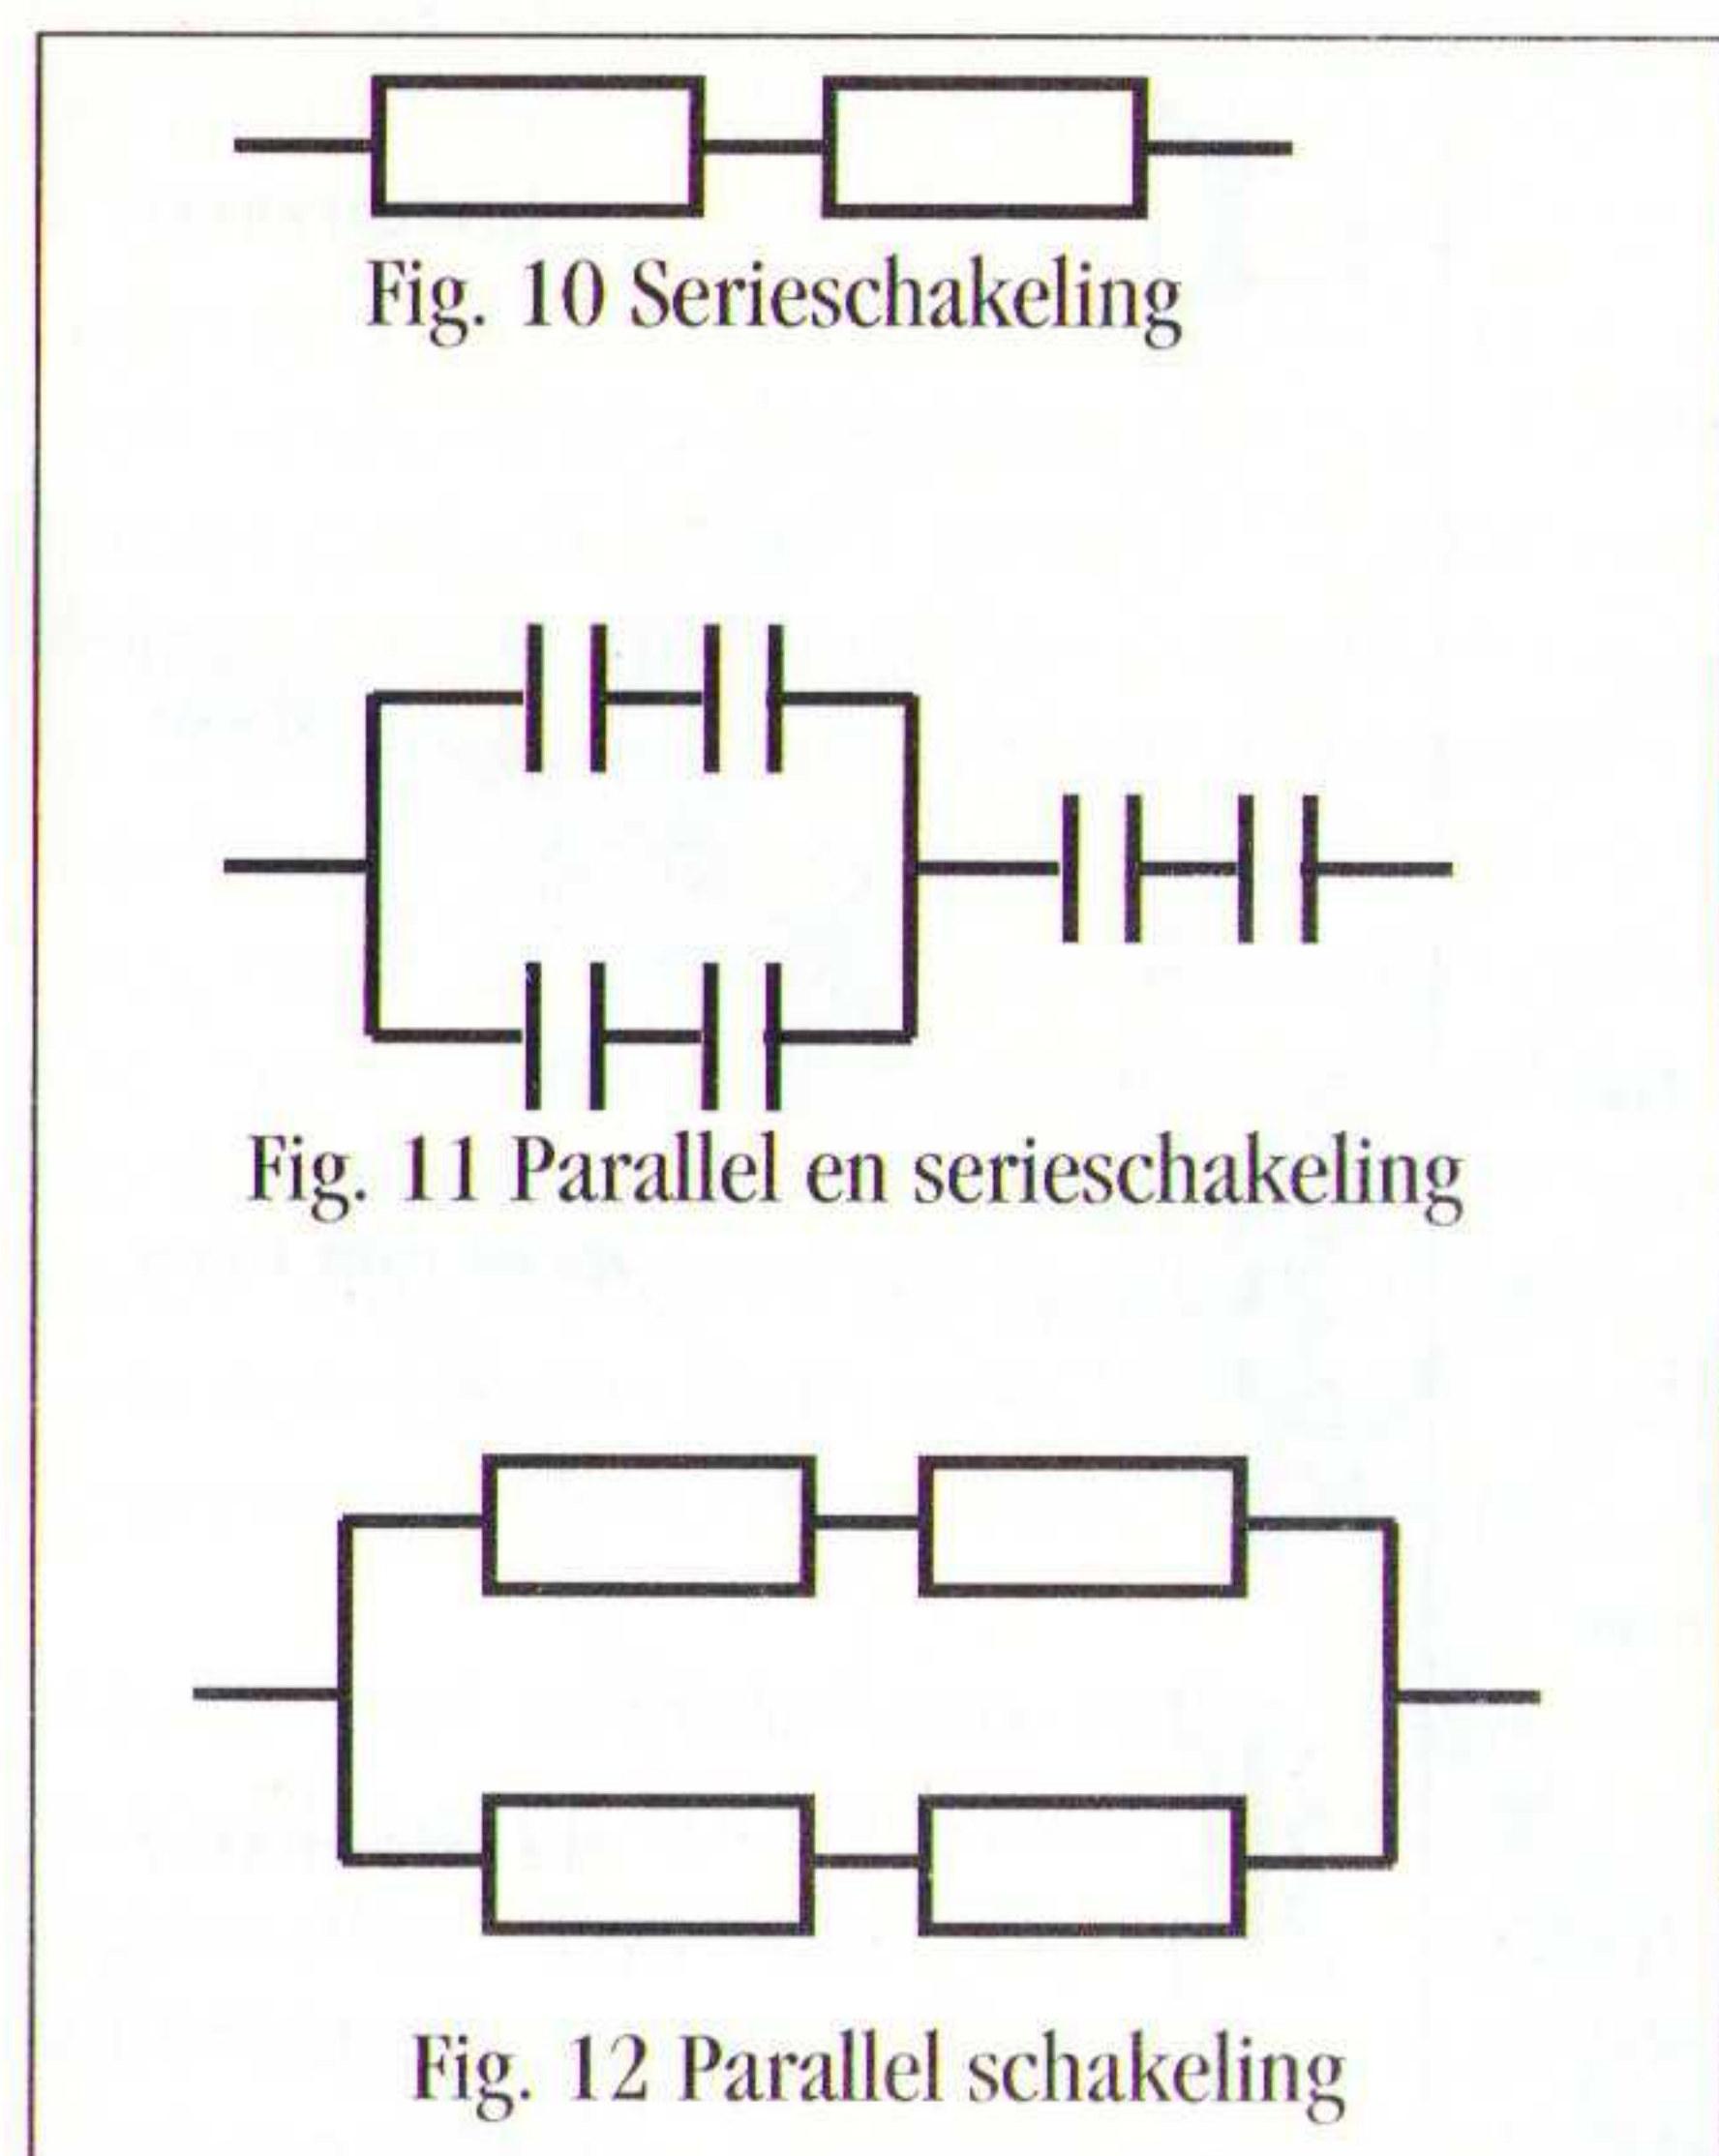 Fig. 10 Serieschakeling
Fig. 11 Parallel en serieschakeling
Fig. 12 Parallel schakeling